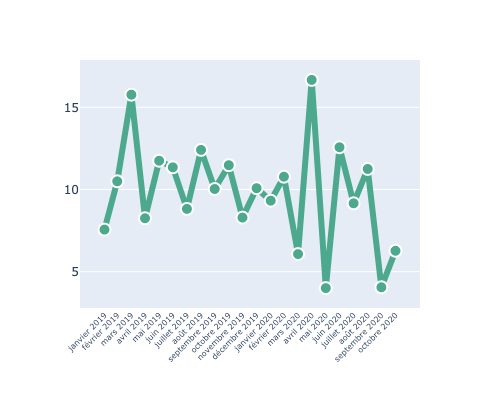 15
10
5
janvier 2019
février 2019
mars 2019
avril 2019
mai 2019
juin 2019
juillet 2019
août 2019
septembre 2019
octobre 2019
novembre 2019
décembre 2019
janvier 2020
février 2020
mars 2020
avril 2020
mai 2020
juin 2020
juillet 2020
août 2020
septembre 2020
octobre 2020